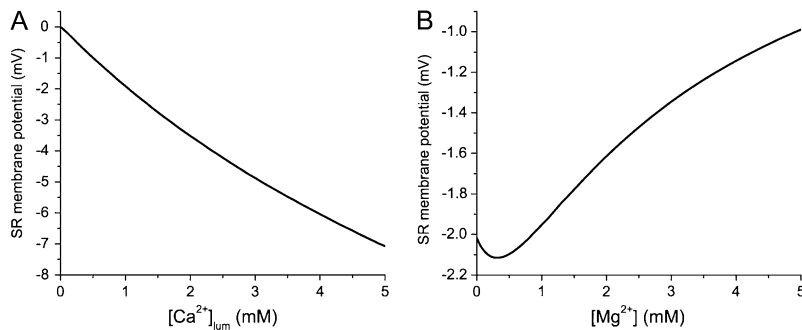 A
SR membrane potential (mV)
0
-1
-2
-3
-4
-5
-6
-7
-8
0 1 2 3 4 5
[Ca²⁺]lum (mM)
B
SR membrane potential (mV)
-1.0
-1.2
-1.4
-1.6
-1.8
-2.0
-2.2
0 1 2 3 4 5
[Mg²⁺] (mM)